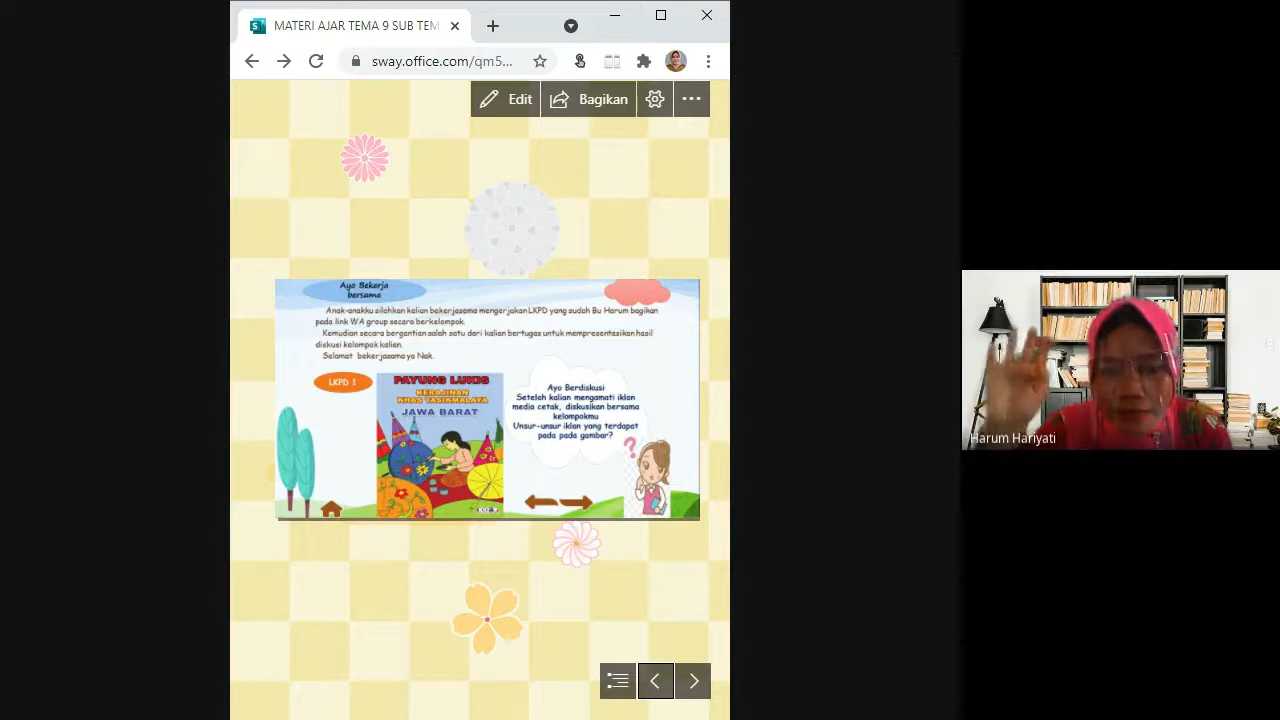 MATERI AJAR TEMA 9 SUB TEM
sway.office.com/qm5...
Edit
Bagikan
Ayo Bekerja
bersama
Anak-anakku silahkan kalian bekerjasama mengerjakan LKPD yang sudah Bu Harum bagikan
pada link WA group secara berkelompok.
Kemudian secara bergantian salah satu dari kalian bertugas untuk mempresentasikan hasil
diskusi kelompok kalian.
Selamat bekerjasama ya Nak.
LKPD 1
PAYUNG LUKIS
KERAJINAN
KHAS TASIKMALAYA
JAWA BARAT
Ayo Berdiskusi
Setelah kalian mengamati iklan
media cetak, diskusikan bersama
kelompokmu
Unsur-unsur iklan yang terdapat
pada pada gambar?
Harum Hariyati